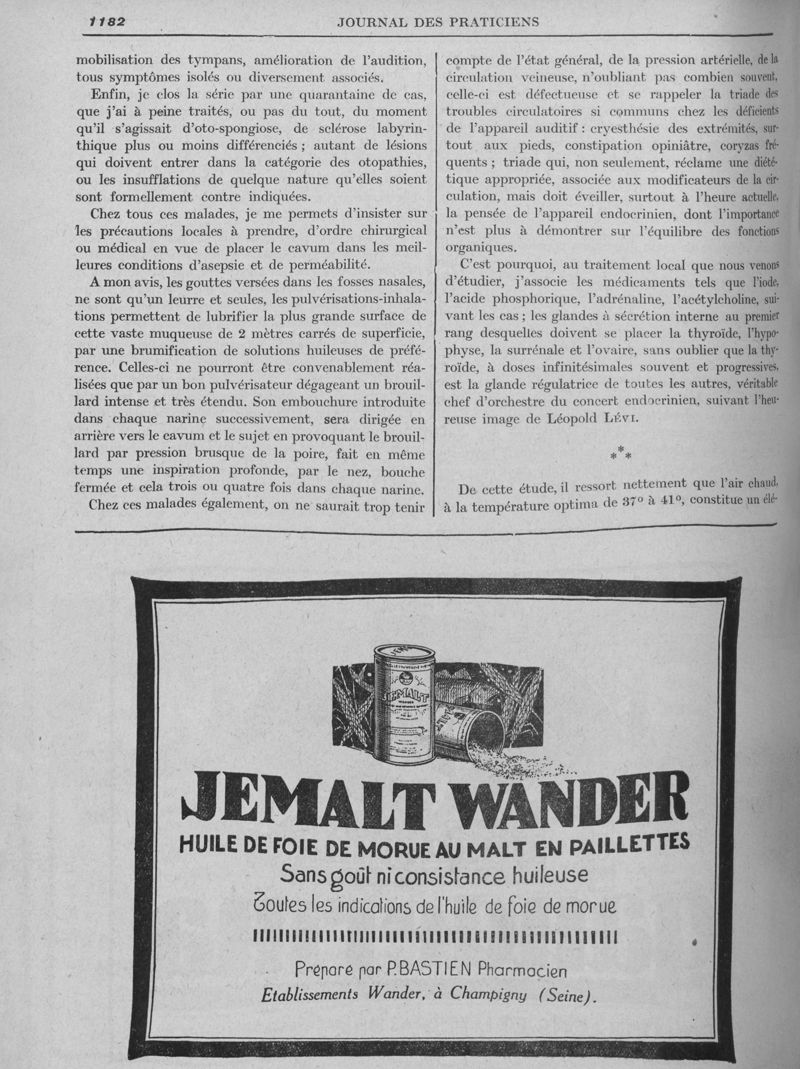 1182
JOURNAL DES PRATICIENS
mobilisation des tympans, amélioration de l'audition,
tous symptômes isolés ou diversement associés.
Enfin, je clos la série par une quarantaine de cas,
que j'ai à peine traités, ou pas du tout, du moment
qu'il s'agissait d'oto-spongiose, de sclérose labyrin-
thique plus ou moins différenciés ; autant de lésions
qui doivent entrer dans la catégorie des otopathies,
ou les insufflations de quelque nature qu'elles soient
sont formellement contre indiquées.
Chez tous ces malades, je me permets d'insister sur
les précautions locales à prendre, d'ordre chirurgical
ou médical en vue de placer le cavum dans les meil-
leures conditions d'asepsie et de perméabilité.
A mon avis, les gouttes versées dans les fosses nasales,
ne sont qu'un leurre et seules, les pulvérisations-inhala-
tions permettent de lubrifier la plus grande surface de
cette vaste muqueuse de 2 mètres carrés de superficie,
par une brumification de solutions huileuses de préfé-
rence. Celles-ci ne pourront être convenablement réa-
lisées que par un bon pulvérisateur dégageant un brouil-
lard intense et très étendu. Son embouchure introduite
dans chaque narine successivement, sera dirigée en
arrière vers le cavum et le sujet en provoquant le brouil-
lard par pression brusque de la poire, fait en même
temps une inspiration profonde, par le nez, bouche
fermée et cela trois ou quatre fois dans chaque narine.
Chez ces malades également, on ne saurait trop tenir
compte de l'état général, de la pression artérielle, de la
circulation veineuse, n'oubliant pas combien souvent,
celle-ci est défectueuse et se rappeler la triade des
troubles circulatoires si communs chez les déficients
de l'appareil auditif : cryesthésie des extrémités, sur-
tout aux pieds, constipation opiniâtre, coryzas fré-
quents ; triade qui, non seulement, réclame une diété-
tique appropriée, associée aux modificateurs de la cir-
culation, mais doit éveiller, surtout à l'heure actuelle,
la pensée de l'appareil endocrinien, dont l'importance
n'est plus à démontrer sur l'équilibre des fonctions
organiques.
C'est pourquoi, au traitement local que nous venons
d'étudier, j'associe les médicaments tels que l'iode,
l'acide phosphorique, l'adrénaline, l'acétylcholine, sui-
vant les cas ; les glandes à sécrétion interne au premier
rang desquelles doivent se placer la thyroïde, l'hypo-
physe, la surrénale et l'ovaire, sans oublier que la thy-
roïde, à doses infinitésimales souvent et progressives,
est la glande régulatrice de toutes les autres, véritable
chef d'orchestre du concert endocrinien, suivant l'heu-
reuse image de Léopold LÉVI.
* * *
De cette étude, il ressort nettement que l'air chaud,
à la température optima de 37° à 41°, constitue un élé-
JEMALT
WANDER
JEMALT WANDER
HUILE DE FOIE DE MORUE AU MALT EN PAILLETTES
Sans goût ni consistance huileuse
Toutes les indications de l'huile de foie de morue
Préparé par P. BASTIEN Pharmacien
Etablissements Wander, à Champigny (Seine).